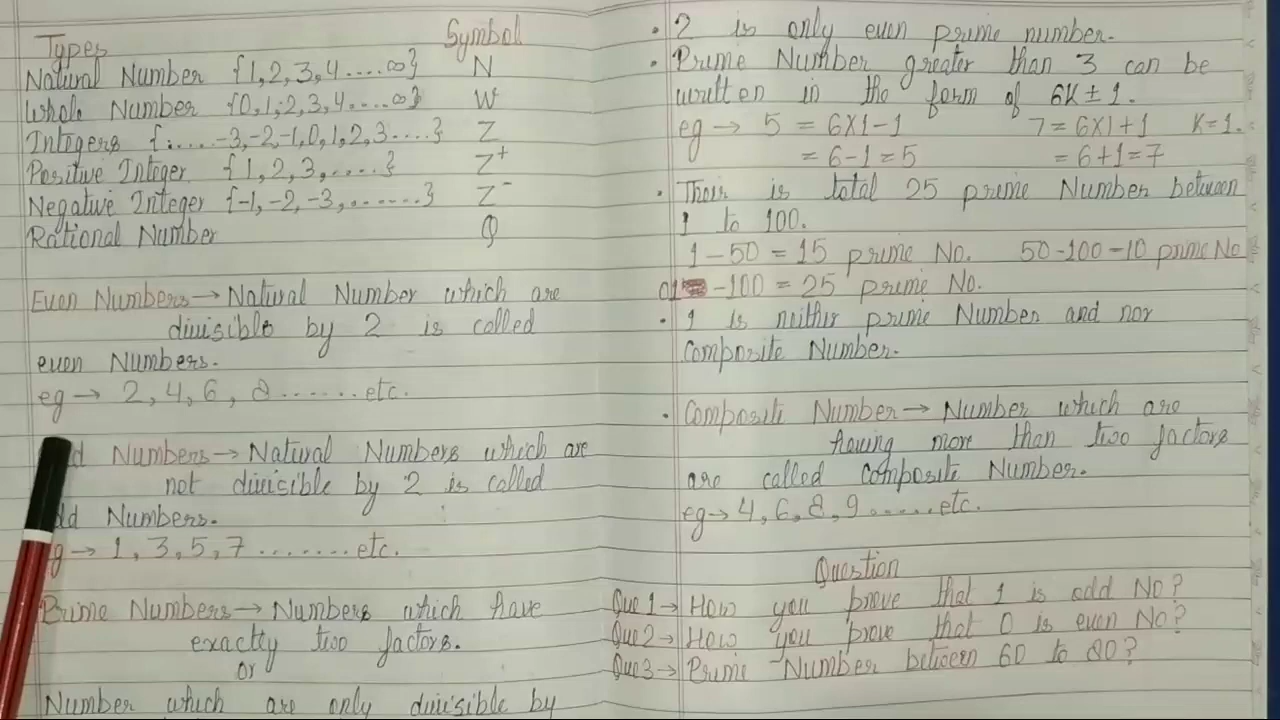 Types Symbol
Natural Number {1, 2, 3, 4 ....∞} N
Whole Number {0, 1, 2, 3, 4.....∞} W
Integers {:.....-3, -2, -1, 0, 1, 2, 3.....} Z
Positive Integer {1, 2, 3, .....} Z⁺
Negative Integer {-1, -2, -3, .......} Z⁻
Rational Number Q
Even Numbers → Natural Number which are
divisible by 2 is called
even Numbers.
eg → 2, 4, 6, 8 ....... etc.
Numbers → Natural Numbers which are
not divisible by 2 is called
Numbers.
→ 1, 3, 5, 7 ........ etc.
Prime Numbers → Numbers which have
exactly two factors.
or
Number which are only divisible by
• 2 is only even prime number.
• Prime Number greater than 3 can be
written in the form of 6K ± 1.
eg → 5 = 6X1-1 7 = 6X1+1 K=1.
= 6-1 = 5 = 6+1 = 7
• Their is total 25 prime Number between
1 to 100.
1-50 = 15 prime No. 50-100-10 prime No
01 -100 = 25 prime No.
• 1 is neither prime Number and nor
Composite Number.
• Composite Number → Number which are
having more than two factors
are called Composite Number.
eg → 4, 6, 8, 9 ...... etc.
Question
Que 1 → How you prove that 1 is odd No?
Que 2 → How you prove that 0 is even No?
Que 3 → Prime Number between 60 to 80?